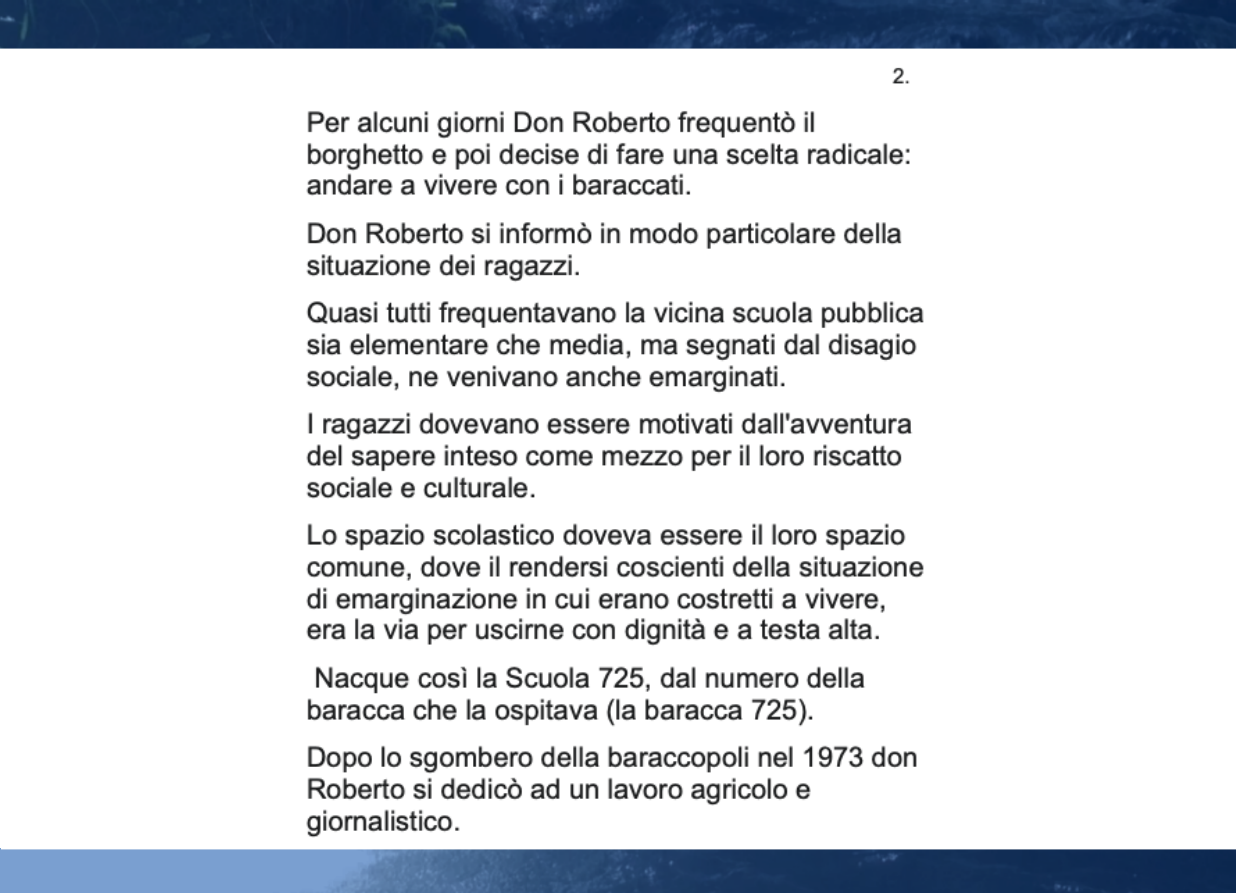 2.
Per alcuni giorni Don Roberto frequentò il
borghetto e poi decise di fare una scelta radicale:
andare a vivere con i baraccati.
Don Roberto si informò in modo particolare della
situazione dei ragazzi.
Quasi tutti frequentavano la vicina scuola pubblica
sia elementare che media, ma segnati dal disagio
sociale, ne venivano anche emarginati.
I ragazzi dovevano essere motivati dall'avventura
del sapere inteso come mezzo per il loro riscatto
sociale e culturale.
Lo spazio scolastico doveva essere il loro spazio
comune, dove il rendersi coscienti della situazione
di emarginazione in cui erano costretti a vivere,
era la via per uscirne con dignità e a testa alta.
Nacque così la Scuola 725, dal numero della
baracca che la ospitava (la baracca 725).
Dopo lo sgombero della baraccopoli nel 1973 don
Roberto si dedicò ad un lavoro agricolo e
giornalistico.